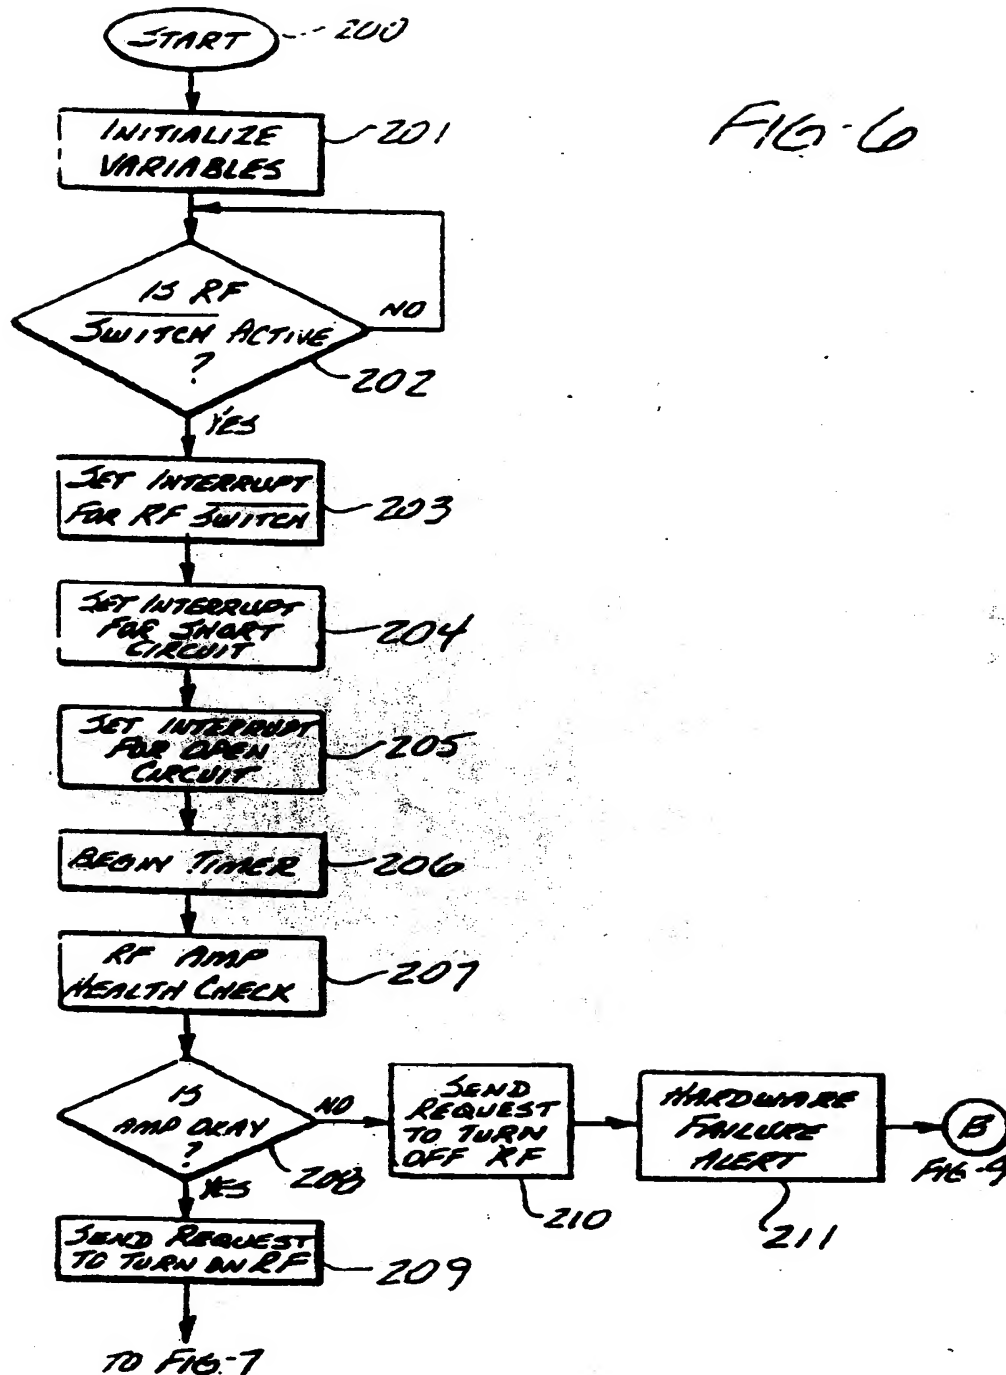 START
200
FIG-6
INITIALIZE
VARIABLES
201
IS RF
SWITCH ACTIVE
?
NO
202
YES
SET INTERRUPT
FOR RF SWITCH
203
SET INTERRUPT
FOR SHORT
CIRCUIT
204
SET INTERRUPT
FOR OPEN
CIRCUIT
205
BEGIN TIMER
206
RF AMP
HEALTH CHECK
207
IS
AMP OKAY
?
NO
208
YES
SEND
REQUEST
TO TURN
OFF RF
210
HARDWARE
FAILURE
ALERT
211
B
FIG-9
SEND REQUEST
TO TURN ON RF
209
TO FIG-7